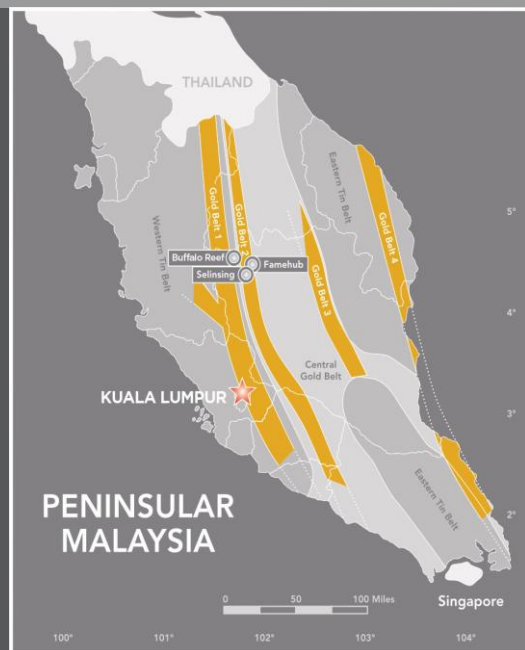 THAILAND
Gold Belt 1
Gold Belt 2
Eastern Tin Belt
Gold Belt 4
5°
Western Tin Belt
Buffalo Reef
Famehub
Selinsing
Gold Belt 3
4°
Central
Gold Belt
KUALA LUMPUR
3°
Eastern Tin Belt
PENINSULAR
MALAYSIA
2°
0 50 100 Miles
Singapore
100° 101° 102° 103° 104°